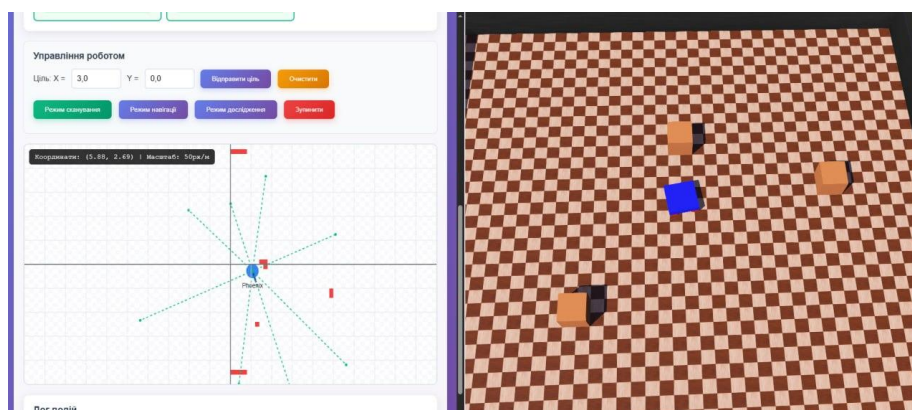 Управління роботом
Ціль: X = 3,0 Y = 0,0 Відправити ціль Очистити
Режим сканування Режим навігації Режим дослідження Зупинити
Координати: (5.88, 2.69) | Масштаб: 50px/м
Phoenix
Лог подій